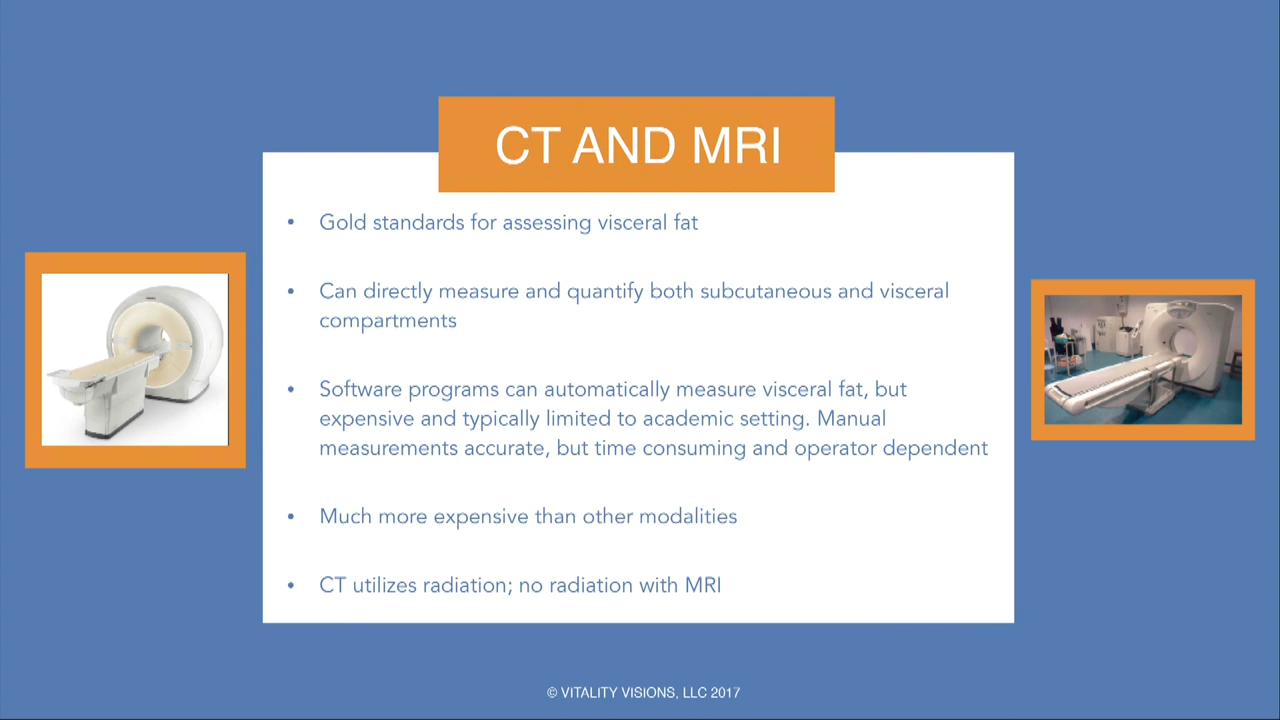 CT AND MRI
• Gold standards for assessing visceral fat
• Can directly measure and quantify both subcutaneous and visceral
compartments
• Software programs can automatically measure visceral fat, but
expensive and typically limited to academic setting. Manual
measurements accurate, but time consuming and operator dependent
• Much more expensive than other modalities
• CT utilizes radiation; no radiation with MRI
© VITALITY VISIONS, LLC 2017